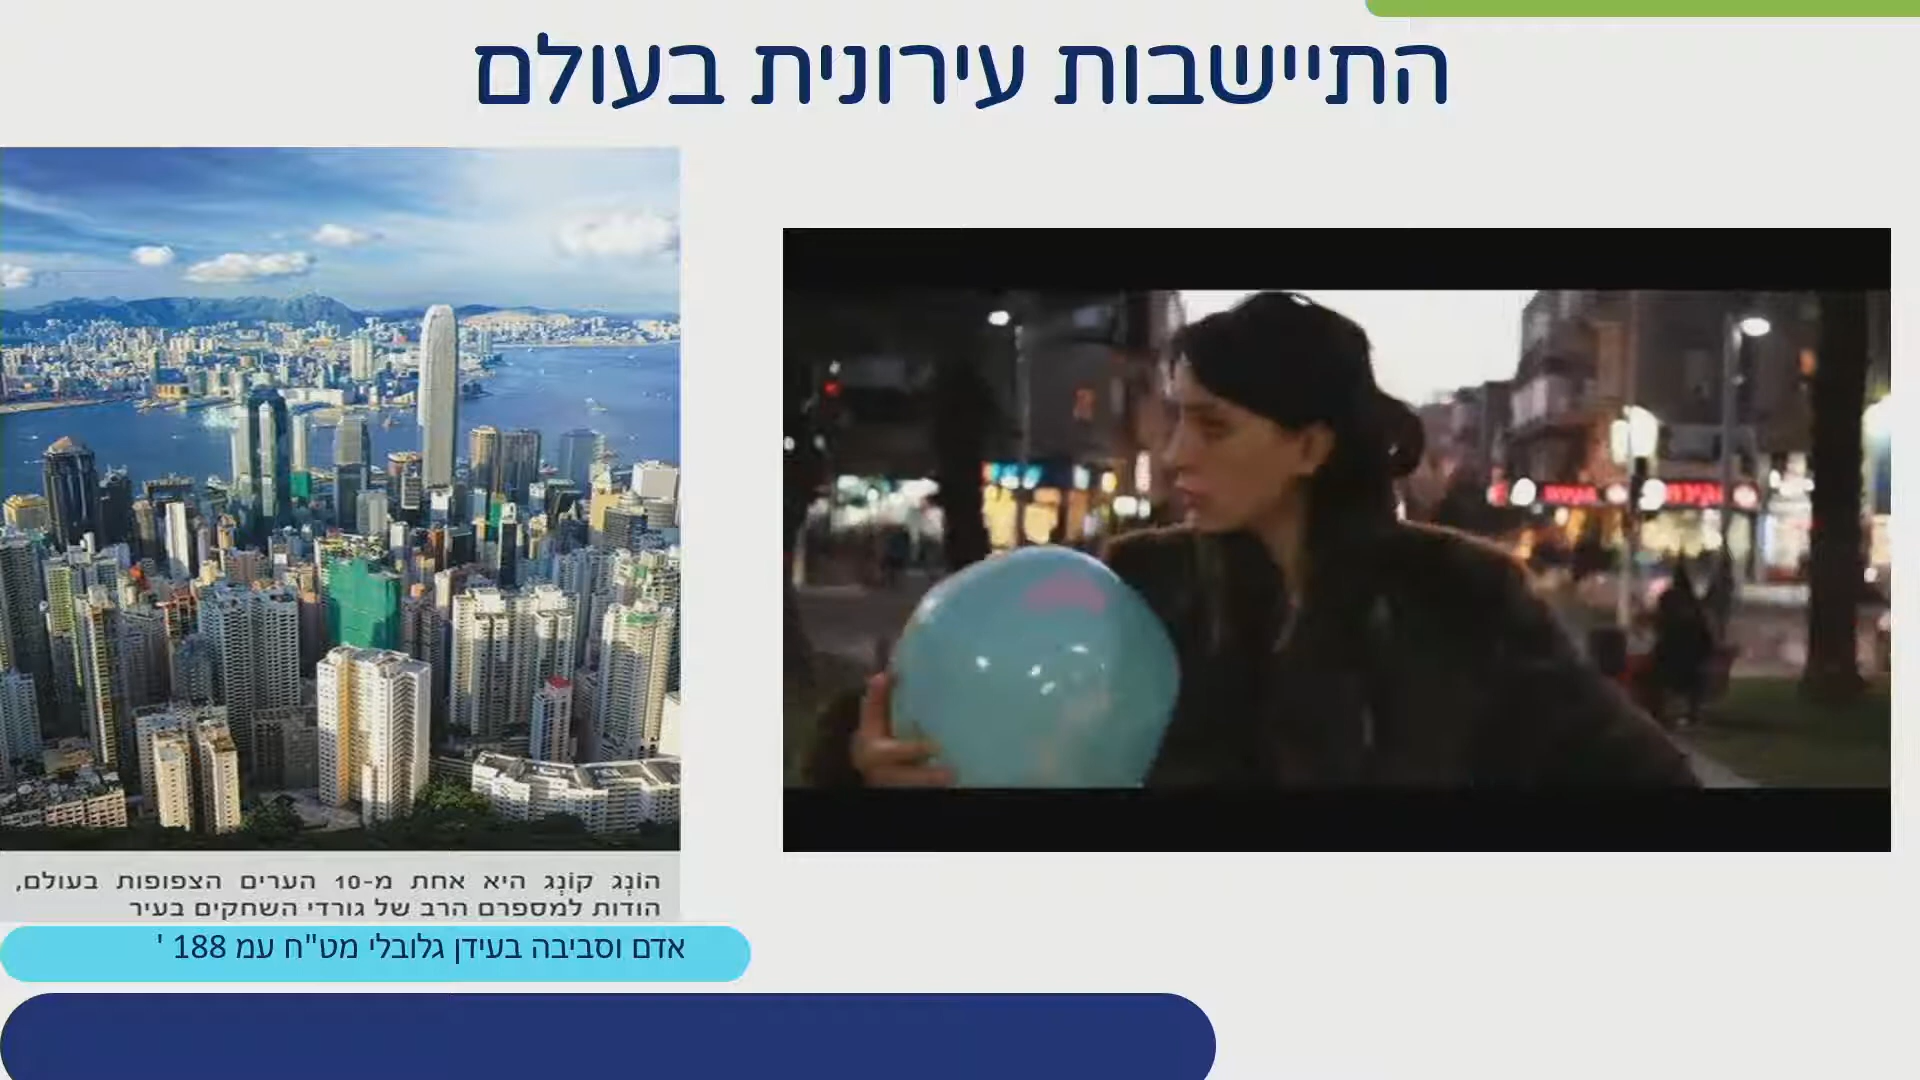 התיישבות עירונית בעולם
הוֹנְג קוֹנְג היא אחת מ-10 הערים הצפופות בעולם,
הודות למספרם הרב של גורדי השחקים בעיר
אדם וסביבה בעידן גלובלי מט"ח עמ 188 '